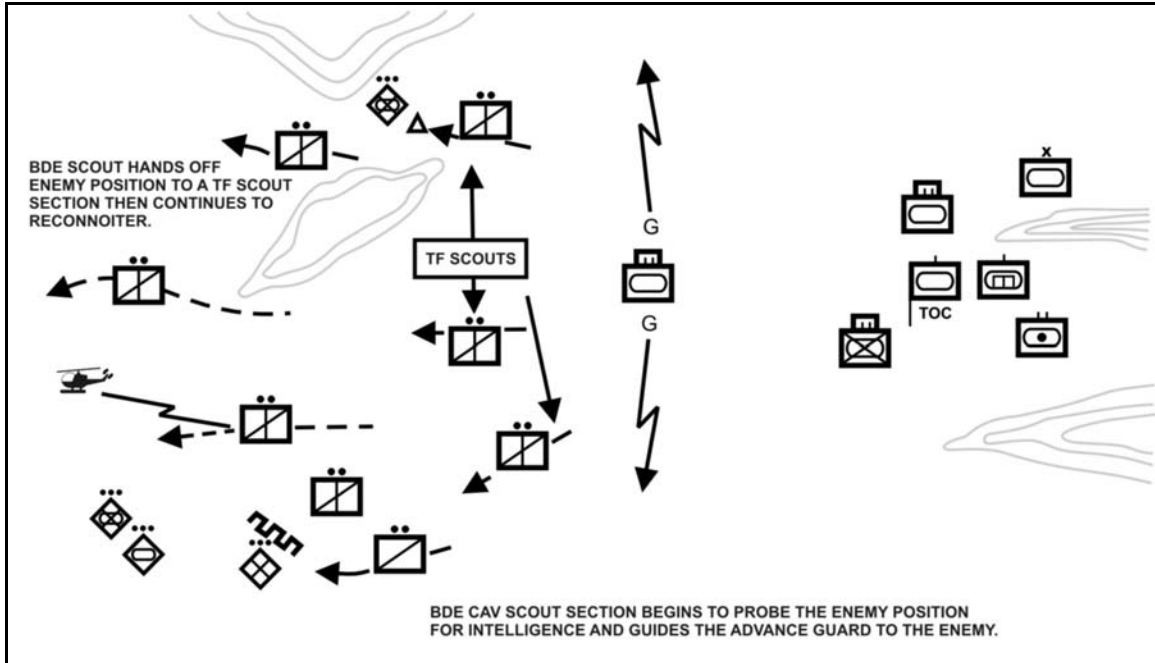 BDE SCOUT HANDS OFF
ENEMY POSITION TO A TF SCOUT
SECTION THEN CONTINUES TO
RECONNOITER.
TF SCOUTS
G
G
X
TOC
BDE CAV SCOUT SECTION BEGINS TO PROBE THE ENEMY POSITION
FOR INTELLIGENCE AND GUIDES THE ADVANCE GUARD TO THE ENEMY.